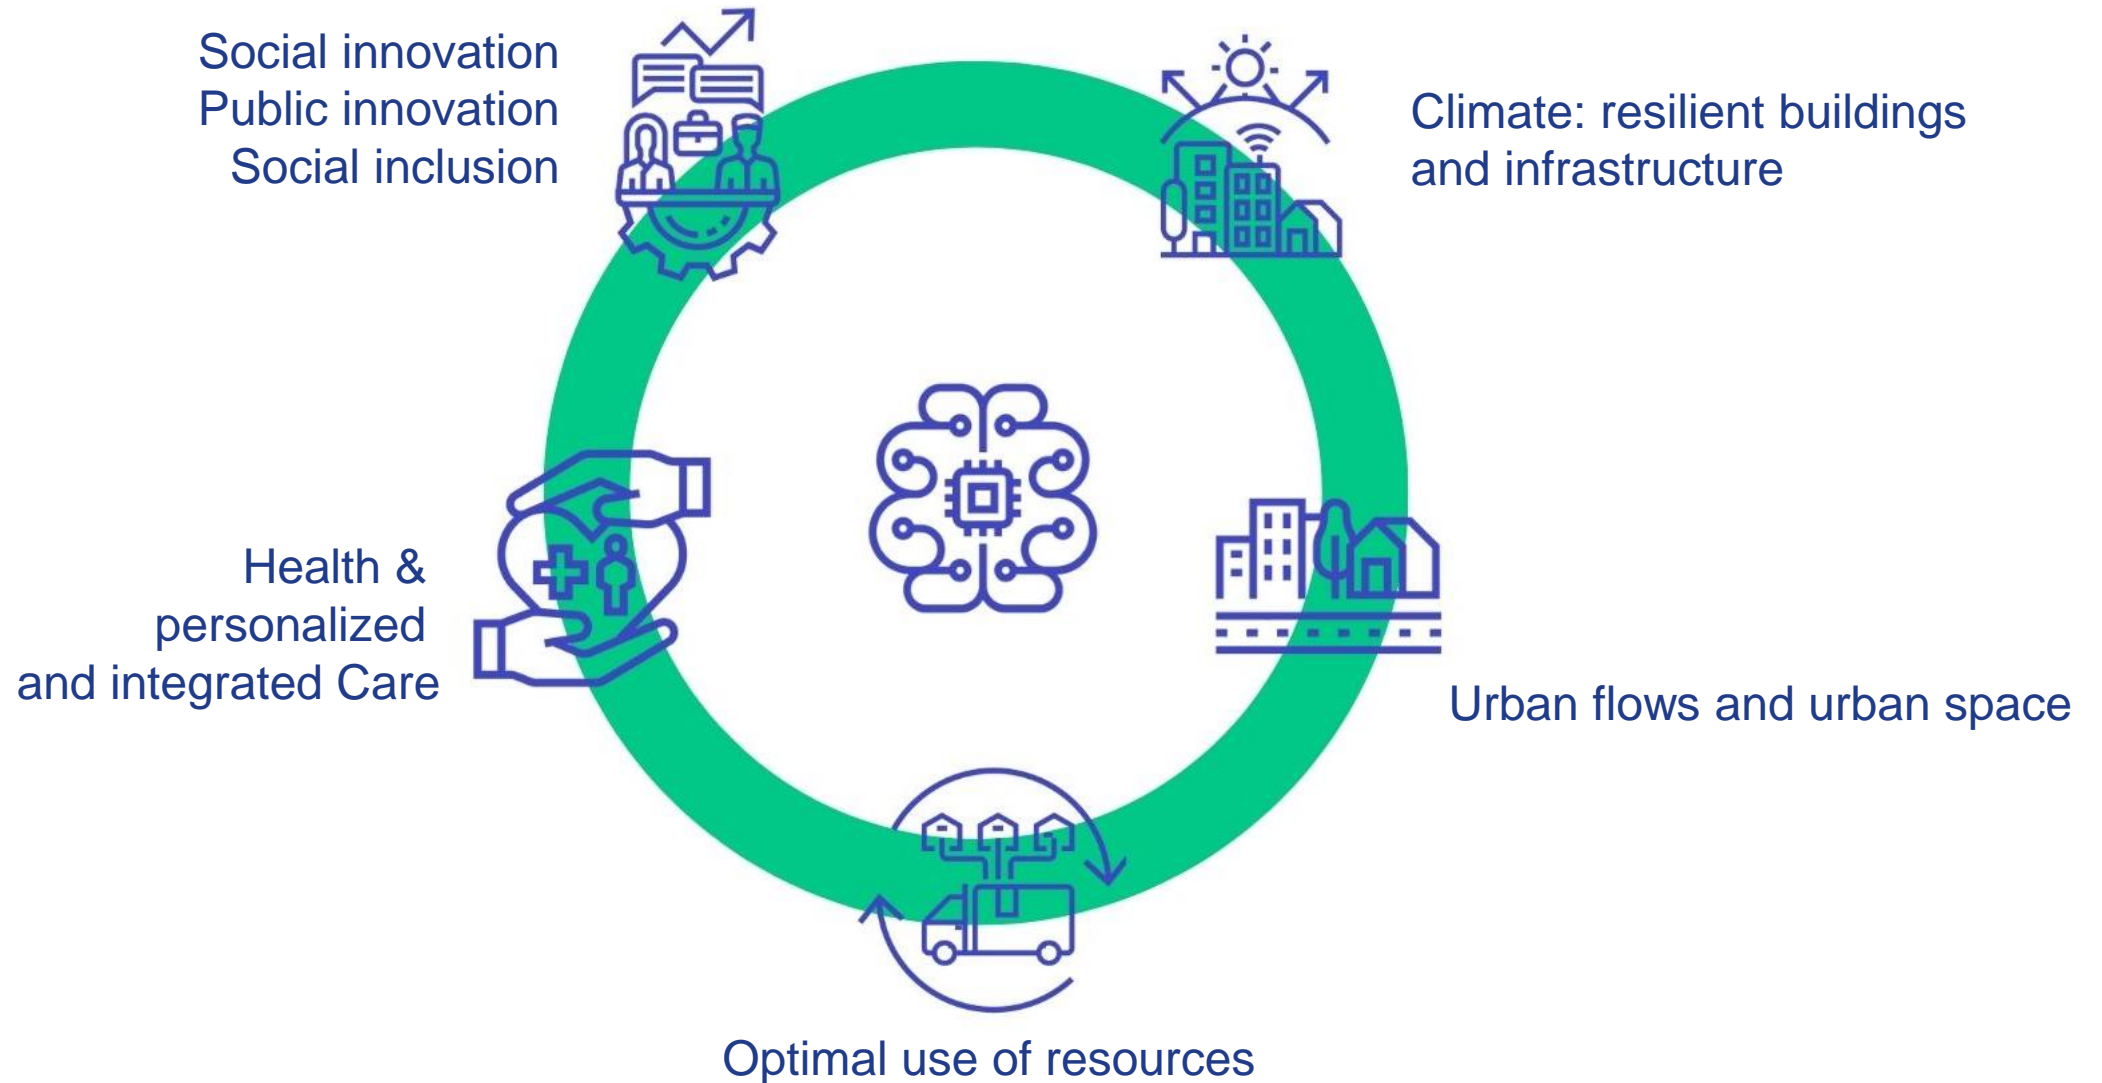 Social innovation
Public innovation
Social inclusion
Climate: resilient buildings
and infrastructure
Health &
personalized
and integrated Care
Urban flows and urban space
Optimal use of resources